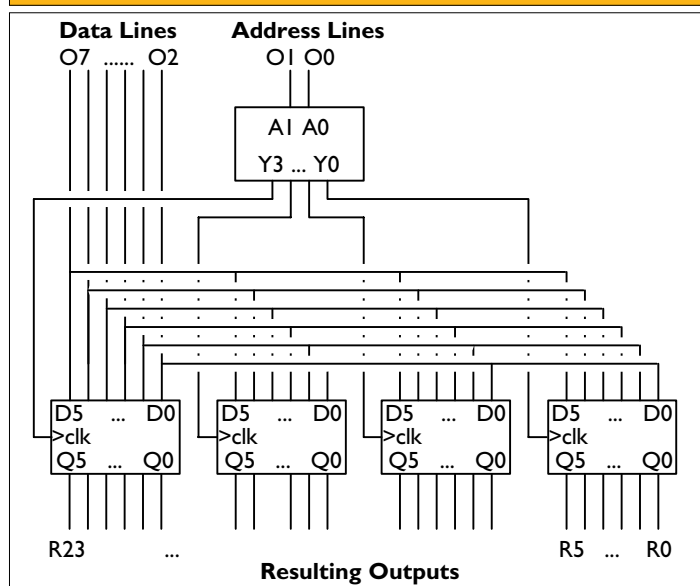 Data Lines Address Lines
O7 ...... O2 O1 O0
A1 A0
Y3 ... Y0
D5 ... D0 D5 ... D0 D5 ... D0 D5 ... D0
>clk >clk >clk >clk
Q5 ... Q0 Q5 ... Q0 Q5 ... Q0 Q5 ... Q0
R23 ... R5 ... R0
Resulting Outputs